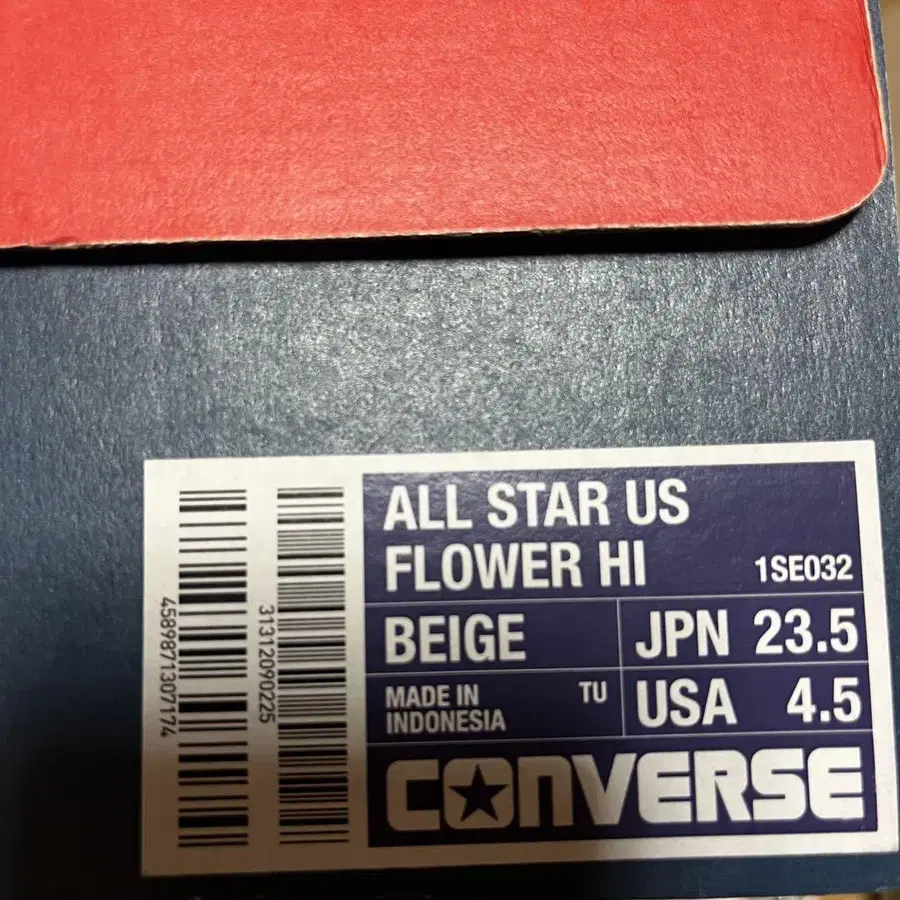 ALL STAR US
FLOWER HI 1SE032
BEIGE JPN 23.5
MADE IN INDONESIA TU USA 4.5
CONVERSE
4589871307174
31312090225